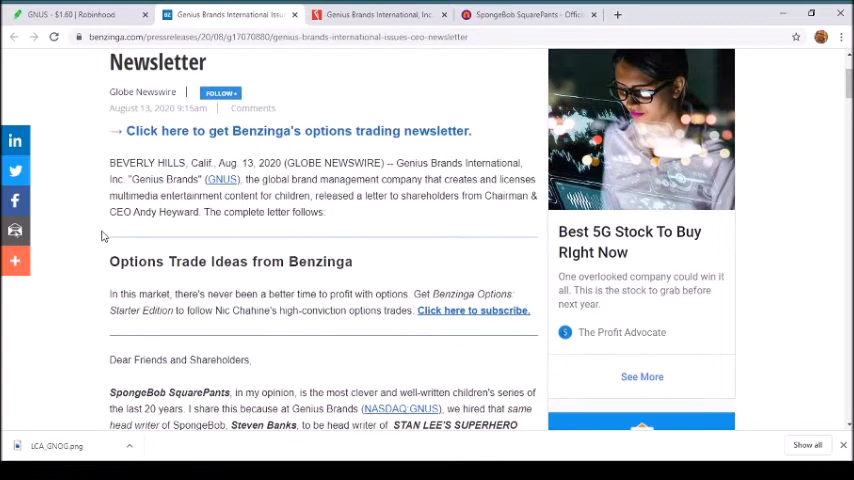 GNUS - $1.60 | Robinhood
Genius Brands International Issu
Genius Brands International, Inc.
SpongeBob SquarePants - Offici
benzinga.com/pressreleases/20/08/g17070880/genius-brands-international-issues-ceo-newsletter
Newsletter
Globe Newswire
FOLLOW
August 13, 2020 9:15am
Comments
→ Click here to get Benzinga's options trading newsletter.
BEVERLY HILLS, Calif., Aug. 13, 2020 (GLOBE NEWSWIRE) -- Genius Brands International,
Inc. "Genius Brands" (GNUS), the global brand management company that creates and licenses
multimedia entertainment content for children, released a letter to shareholders from Chairman &
CEO Andy Heyward. The complete letter follows:
Options Trade Ideas from Benzinga
In this market, there's never been a better time to profit with options. Get Benzinga Options:
Starter Edition to follow Nic Chahine's high-conviction options trades. Click here to subscribe.
Dear Friends and Shareholders,
SpongeBob SquarePants, in my opinion, is the most clever and well-written children's series of
the last 20 years. I share this because at Genius Brands (NASDAQ:GNUS), we hired that same
head writer of SpongeBob, Steven Banks, to be head writer of STAN LEE'S SUPERHERO
Best 5G Stock To Buy
Right Now
One overlooked company could win it
all. This is the stock to grab before
next year.
The Profit Advocate
See More
LCA_GNOG.png
Show all